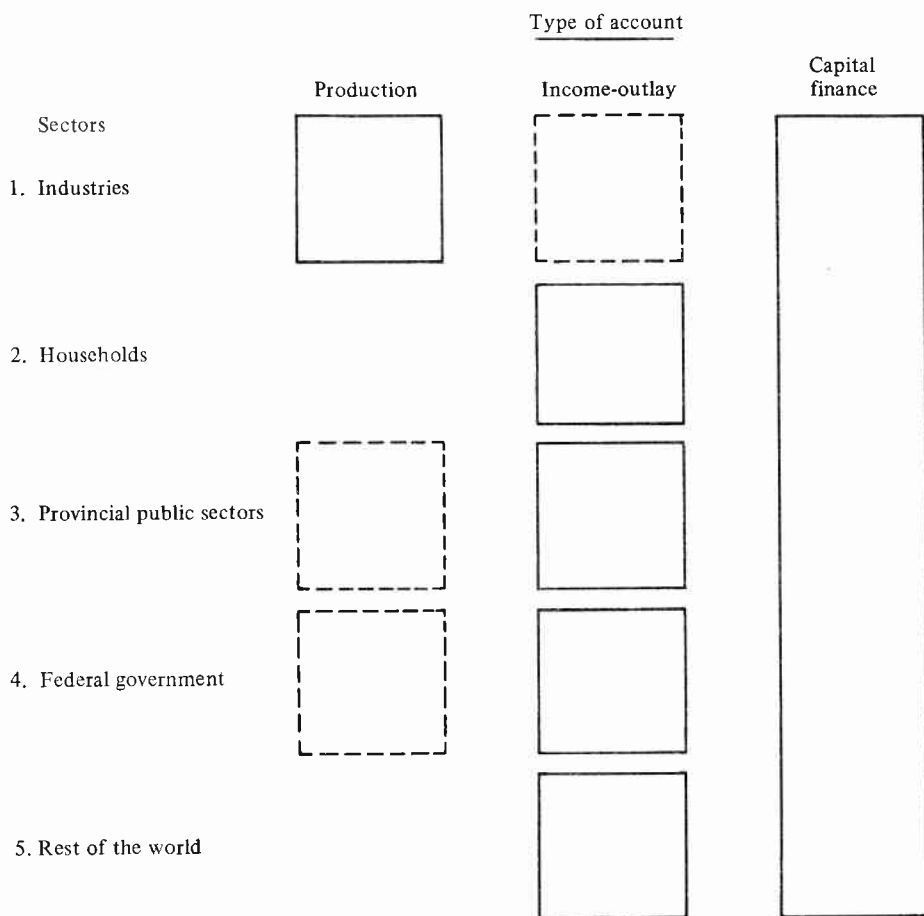 Type of account
Production
Income-outlay
Capital
finance
Sectors
1. Industries
2. Households
3. Provincial public sectors
4. Federal government
5. Rest of the world